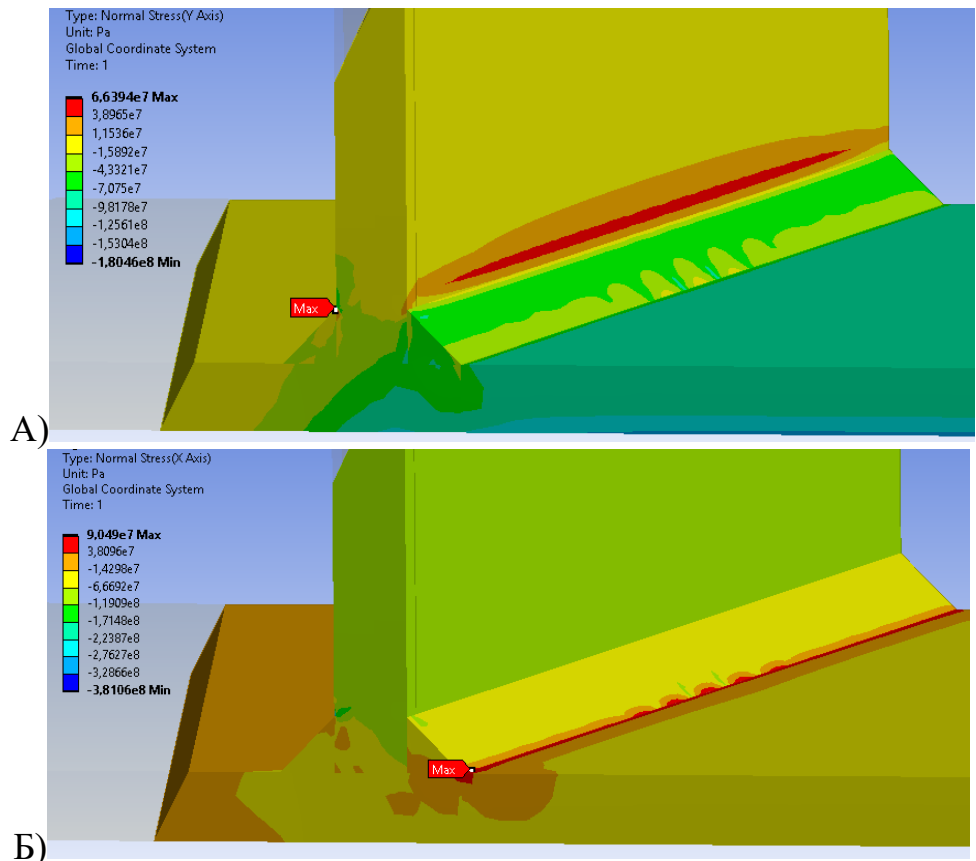 Type: Normal Stress(Y Axis)
Unit: Pa
Global Coordinate System
Time: 1
6,6394e7 Max
3,8965e7
1,1536e7
-1,5892e7
-4,3321e7
-7,075e7
-9,8178e7
-1,2561e8
-1,5304e8
-1,8046e8 Min
Max
А)
Type: Normal Stress(X Axis)
Unit: Pa
Global Coordinate System
Time: 1
9,049e7 Max
3,8096e7
-1,4298e7
-6,6692e7
-1,1909e8
-1,7148e8
-2,2387e8
-2,7627e8
-3,2866e8
-3,8106e8 Min
Max
Б)